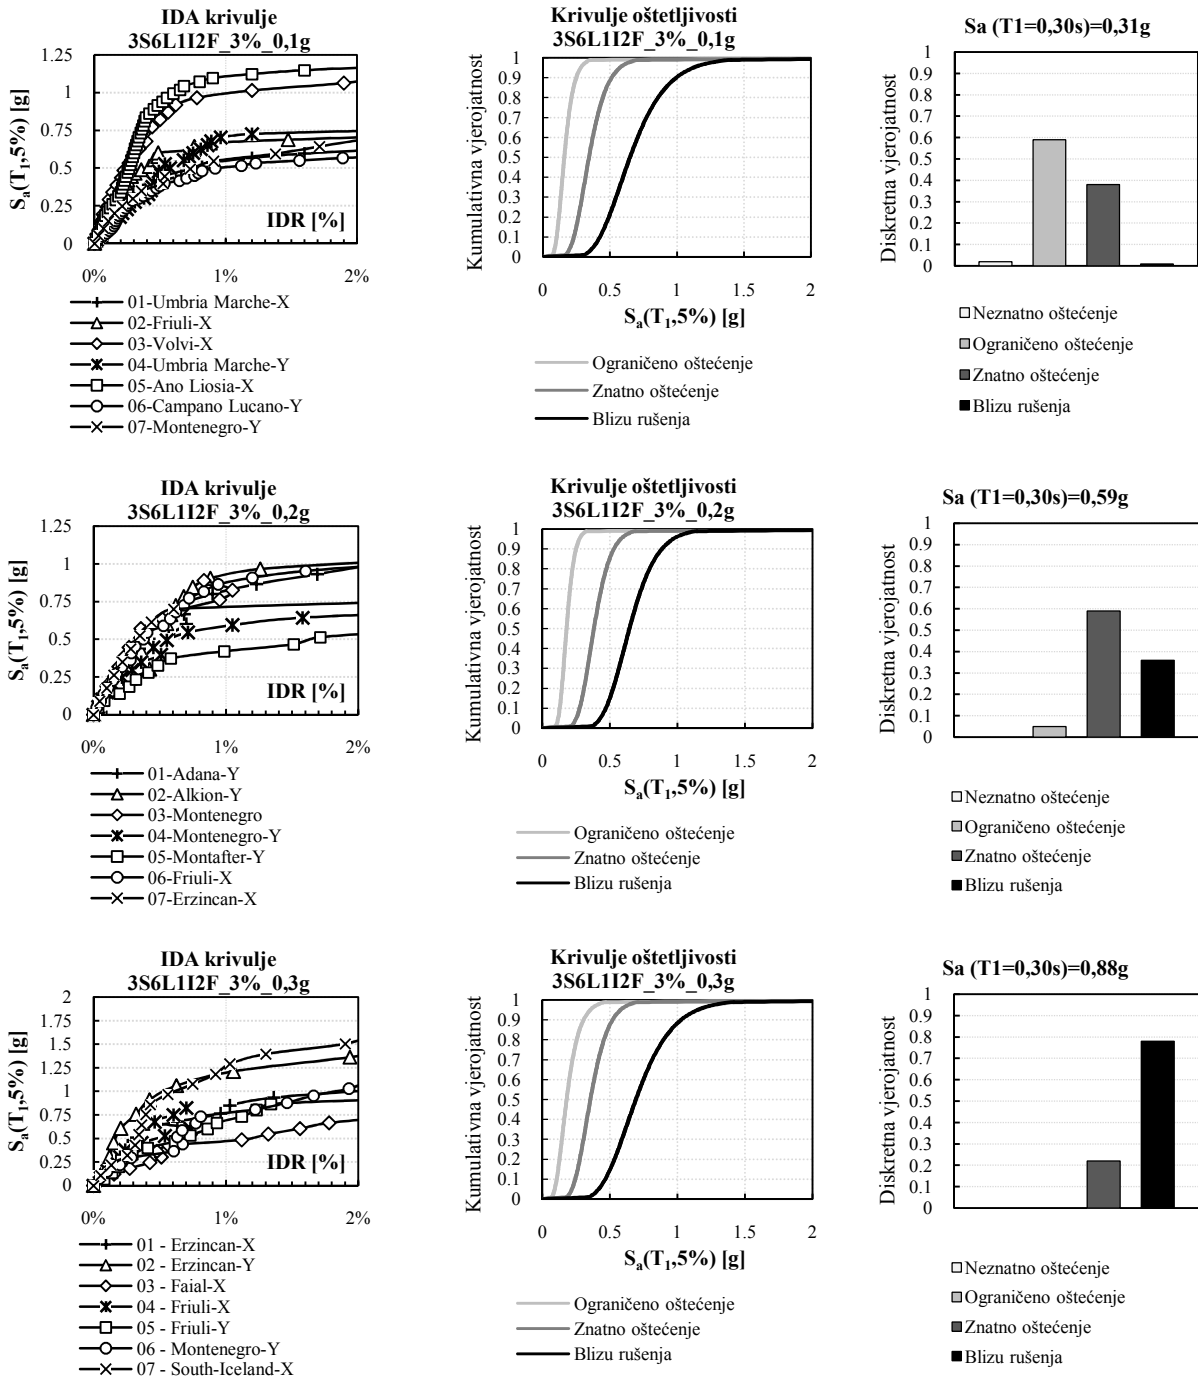 IDA krivulje
3S6L1I2F_3%_0,1g
1.25
1
0.75
0.5
0.25
0
Sa(T1,5%) [g]
IDR [%]
0% 1% 2%
01-Umbria Marche-X
02-Friuli-X
03-Volvi-X
04-Umbria Marche-Y
05-Ano Liosia-X
06-Campano Lucano-Y
07-Montenegro-Y
Krivulje oštetljivosti
3S6L1I2F_3%_0,1g
1
0.9
0.8
0.7
0.6
0.5
0.4
0.3
0.2
0.1
0
Kumulativna vjerojatnost
0 0.5 1 1.5 2
Sa(T1,5%) [g]
Ograničeno oštećenje
Znatno oštećenje
Blizu rušenja
Sa (T1=0,30s)=0,31g
1
0.9
0.8
0.7
0.6
0.5
0.4
0.3
0.2
0.1
0
Diskretna vjerojatnost
Neznatno oštećenje
Ograničeno oštećenje
Znatno oštećenje
Blizu rušenja
IDA krivulje
3S6L1I2F_3%_0,2g
1.25
1
0.75
0.5
0.25
0
Sa(T1,5%) [g]
IDR [%]
0% 1% 2%
01-Adana-Y
02-Alkion-Y
03-Montenegro
04-Montenegro-Y
05-Montafter-Y
06-Friuli-X
07-Erzincan-X
Krivulje oštetljivosti
3S6L1I2F_3%_0,2g
1
0.9
0.8
0.7
0.6
0.5
0.4
0.3
0.2
0.1
0
Kumulativna vjerojatnost
0 0.5 1 1.5 2
Sa(T1,5%) [g]
Ograničeno oštećenje
Znatno oštećenje
Blizu rušenja
Sa (T1=0,30s)=0,59g
1
0.9
0.8
0.7
0.6
0.5
0.4
0.3
0.2
0.1
0
Diskretna vjerojatnost
Neznatno oštećenje
Ograničeno oštećenje
Znatno oštećenje
Blizu rušenja
IDA krivulje
3S6L1I2F_3%_0,3g
2
1.75
1.5
1.25
1
0.75
0.5
0.25
0
Sa(T1,5%) [g]
IDR [%]
0% 1% 2%
01 - Erzincan-X
02 - Erzincan-Y
03 - Faial-X
04 - Friuli-X
05 - Friuli-Y
06 - Montenegro-Y
07 - South-Iceland-X
Krivulje oštetljivosti
3S6L1I2F_3%_0,3g
1
0.9
0.8
0.7
0.6
0.5
0.4
0.3
0.2
0.1
0
Kumulativna vjerojatnost
0 0.5 1 1.5 2
Sa(T1,5%) [g]
Ograničeno oštećenje
Znatno oštećenje
Blizu rušenja
Sa (T1=0,30s)=0,88g
1
0.9
0.8
0.7
0.6
0.5
0.4
0.3
0.2
0.1
0
Diskretna vjerojatnost
Neznatno oštećenje
Ograničeno oštećenje
Znatno oštećenje
Blizu rušenja